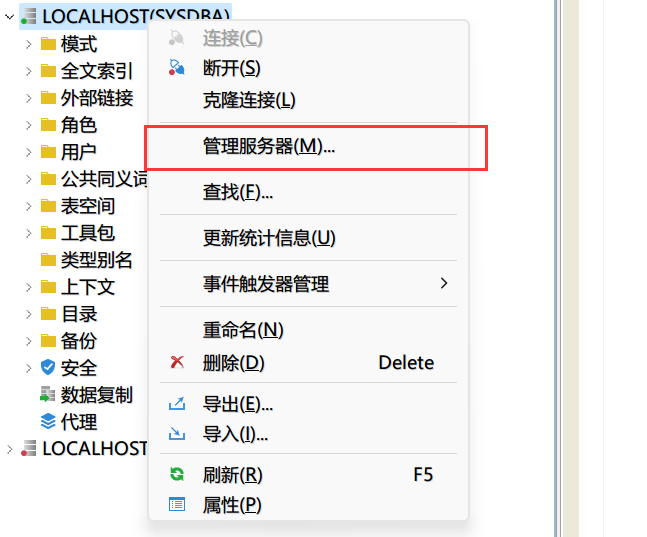 LOCALHOST(SYSDBA)
模式
全文索引
外部链接
角色
用户
公共同义词
表空间
工具包
类型别名
上下文
目录
备份
安全
数据复制
代理
LOCALHOST
连接(C)
断开(S)
克隆连接(L)
管理服务器(M)...
查找(F)...
更新统计信息(U)
事件触发器管理
重命名(N)
删除(D) Delete
导出(E)...
导入(I)...
刷新(R) F5
属性(P)